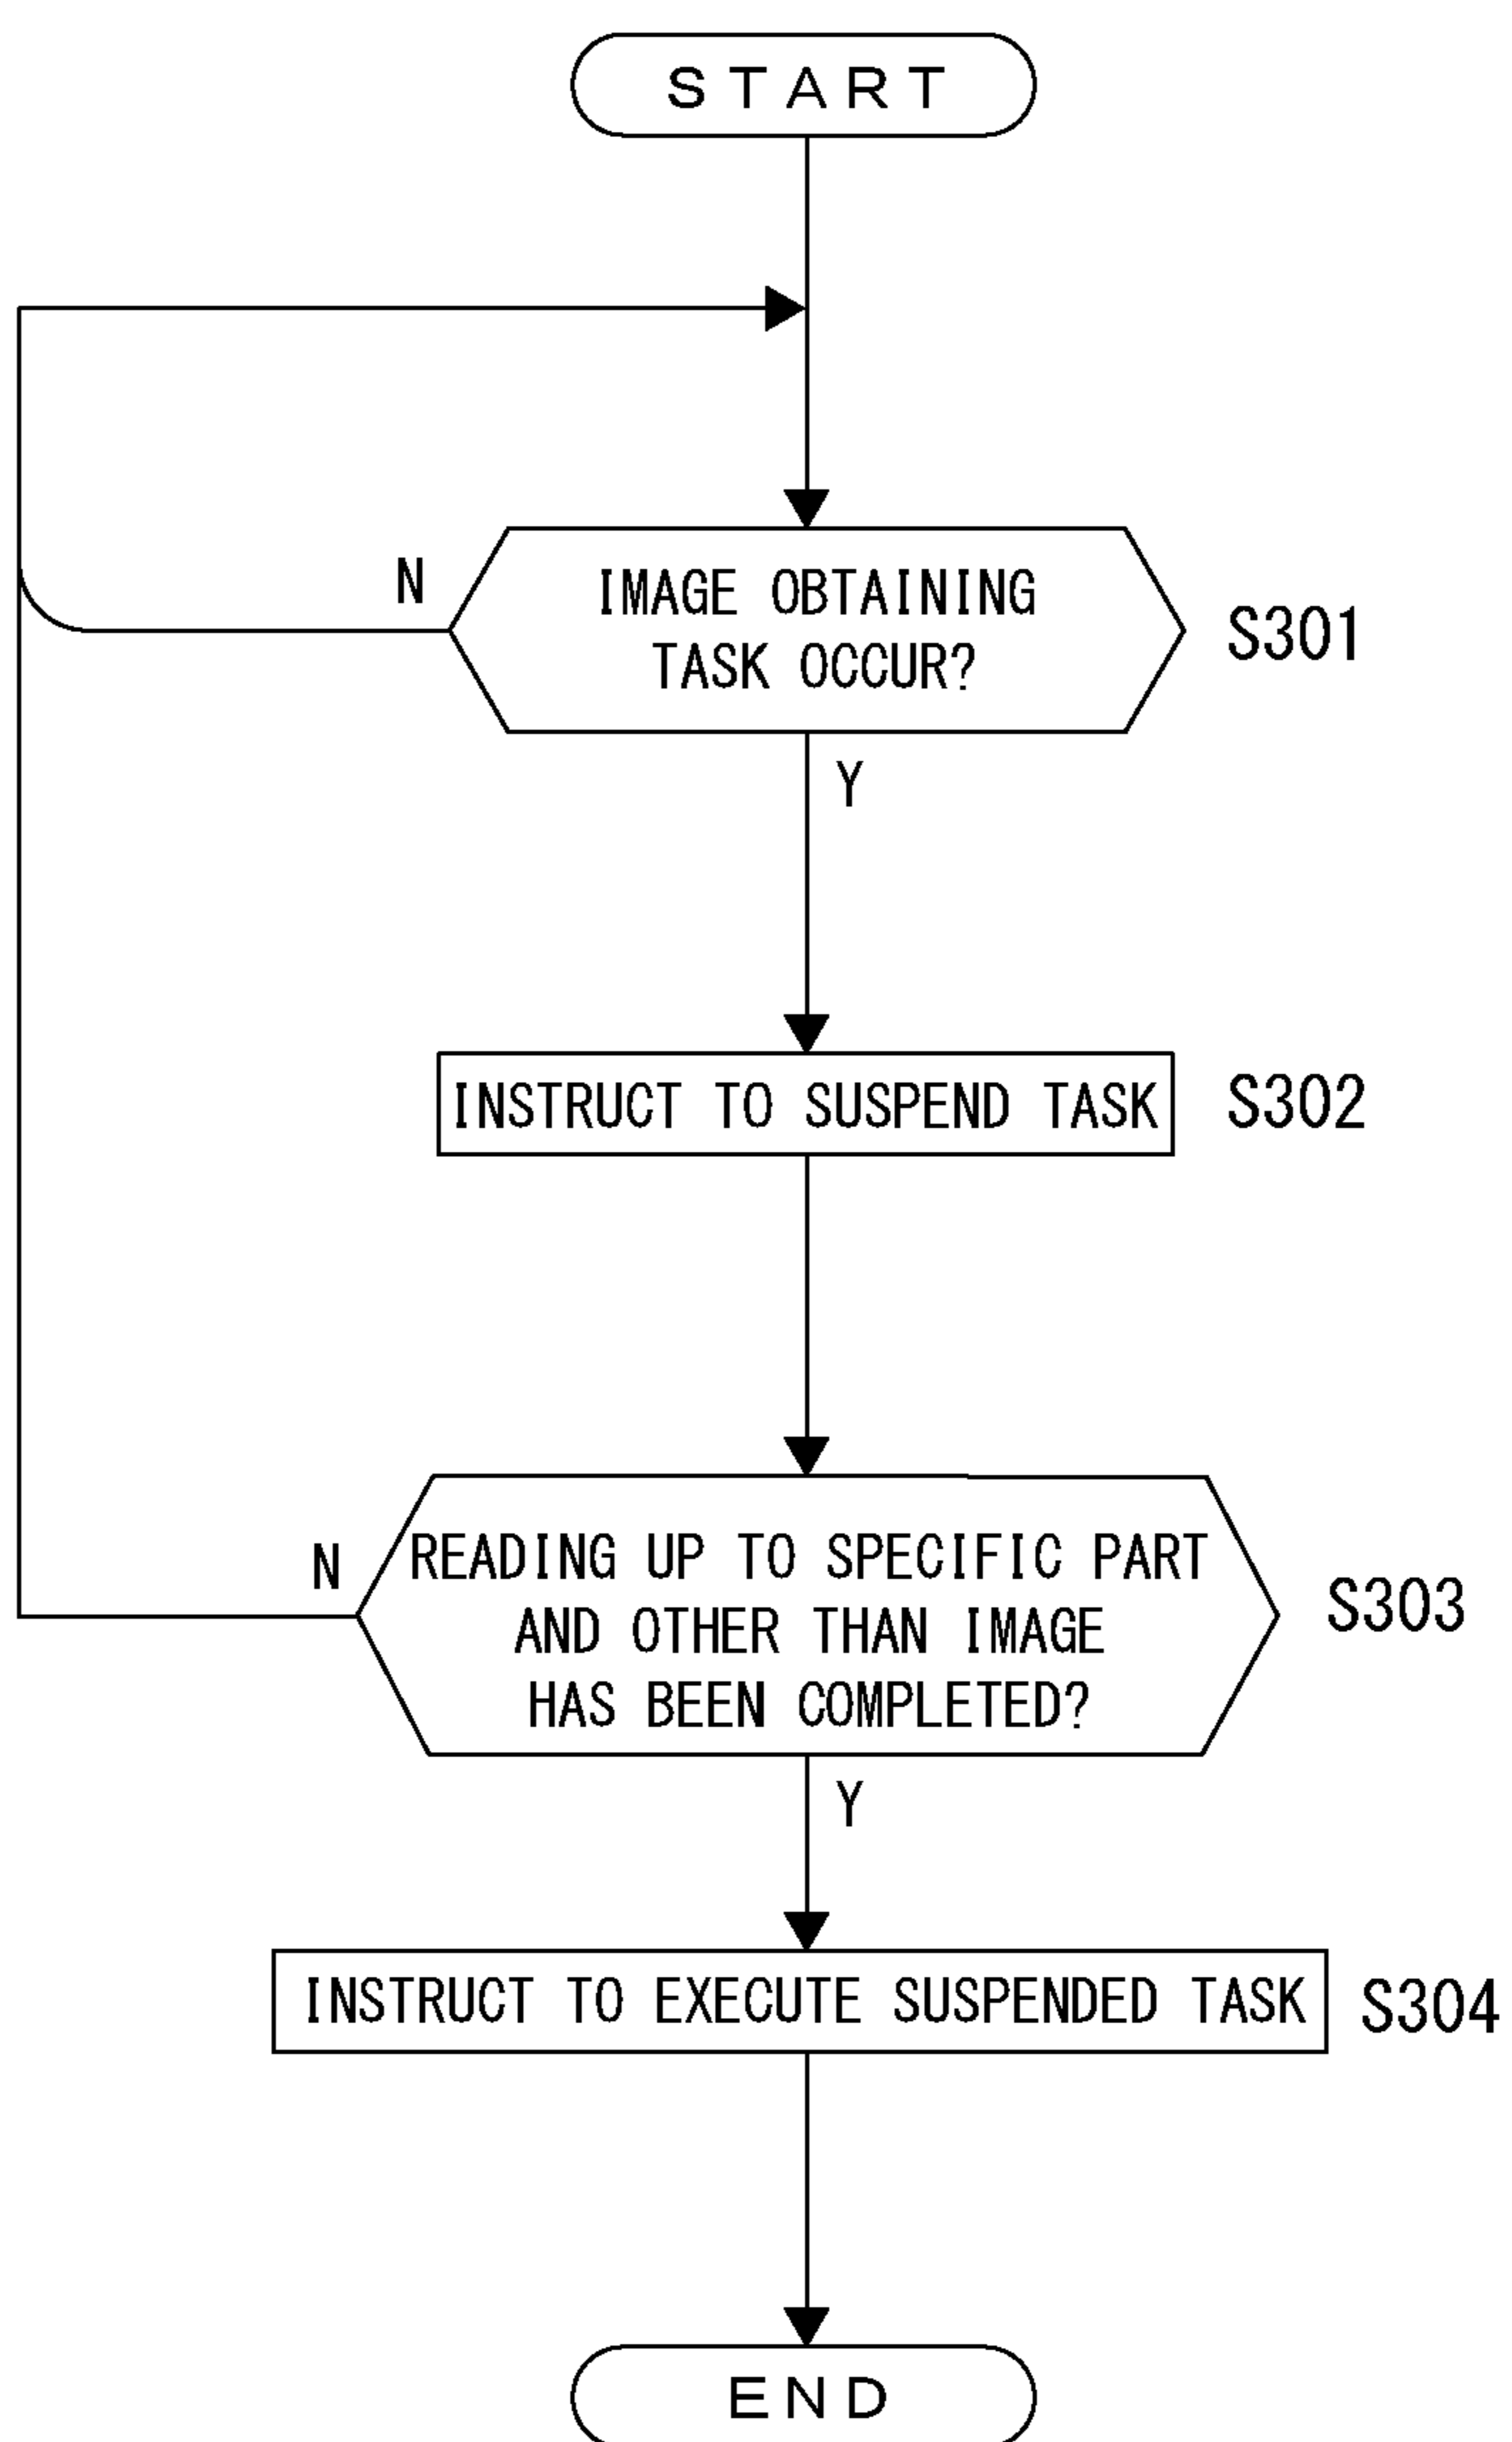 START
N
IMAGE OBTAINING
TASK OCCUR?
S301
Y
INSTRUCT TO SUSPEND TASK
S302
N
READING UP TO SPECIFIC PART
AND OTHER THAN IMAGE
HAS BEEN COMPLETED?
S303
Y
INSTRUCT TO EXECUTE SUSPENDED TASK
S304
END